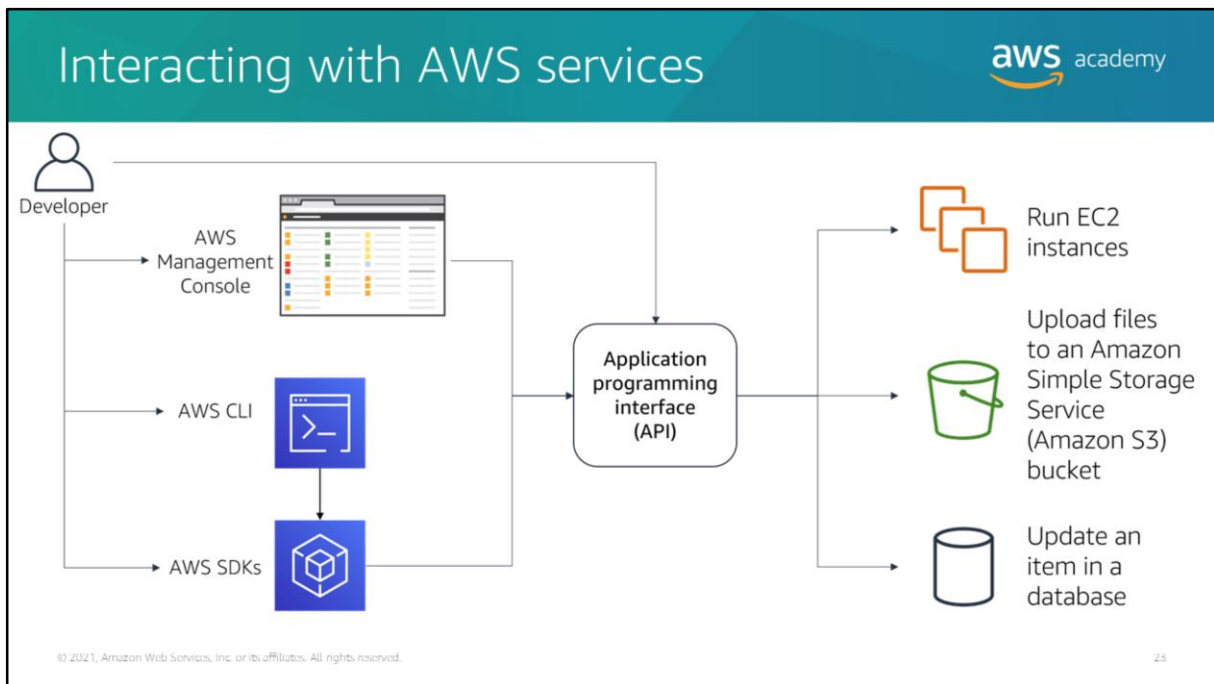 Interacting with AWS services
aws academy
Developer
AWS
Management
Console
AWS CLI
AWS SDKs
Application
programming
interface
(API)
Run EC2
instances
Upload files
to an Amazon
Simple Storage
Service
(Amazon S3)
bucket
Update an
item in a
database
© 2021, Amazon Web Services, Inc. or its affiliates. All rights reserved.
23